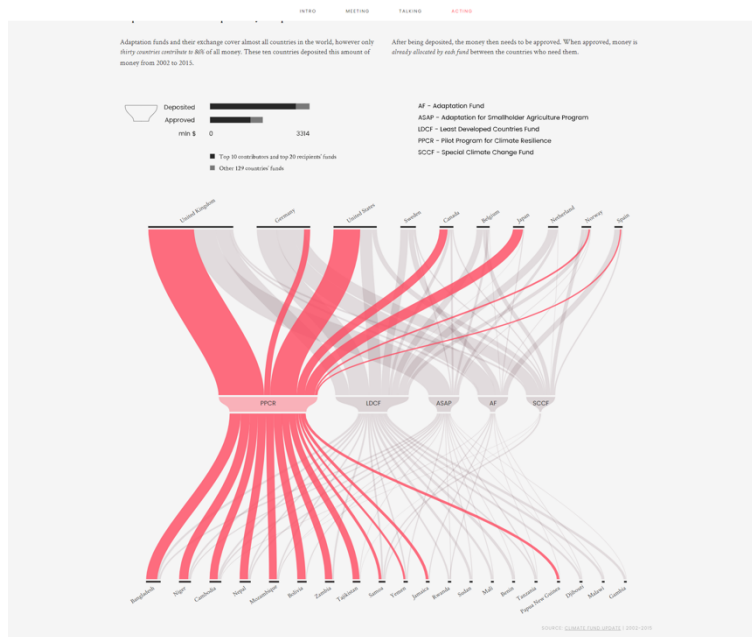 INTRO MEETING TALKING ACTING
Adaptation funds and their exchange cover almost all countries in the world, however only
thirty countries contribute to 86% of all money. These ten countries deposited this amount of
money from 2002 to 2015.
After being deposited, the money then needs to be approved. When approved, money is
already allocated by each fund between the countries who need them.
Deposited
Approved
mln $ 0 3314
Top 10 contributors and top 20 recipients' funds
Other 129 countries' funds
AF - Adaptation Fund
ASAP - Adaptation for Smallholder Agriculture Program
LDCF - Least Developed Countries Fund
PPCR - Pilot Program for Climate Resilience
SCCF - Special Climate Change Fund
United Kingdom
Germany
United States
Sweden
Canada
Belgium
Japan
Netherland
Norway
Spain
PPCR LDCF ASAP AF SCCF
Bangladesh
Niger
Cambodia
Nepal
Mozambique
Bolivia
Zambia
Tajikistan
Samoa
Yemen
Jamaica
Rwanda
Sudan
Mali
Benin
Tanzania
Papua New Guinea
Djibouti
Malawi
Gambia
SOURCE: CLIMATE FUND UPDATE | 2003-2015